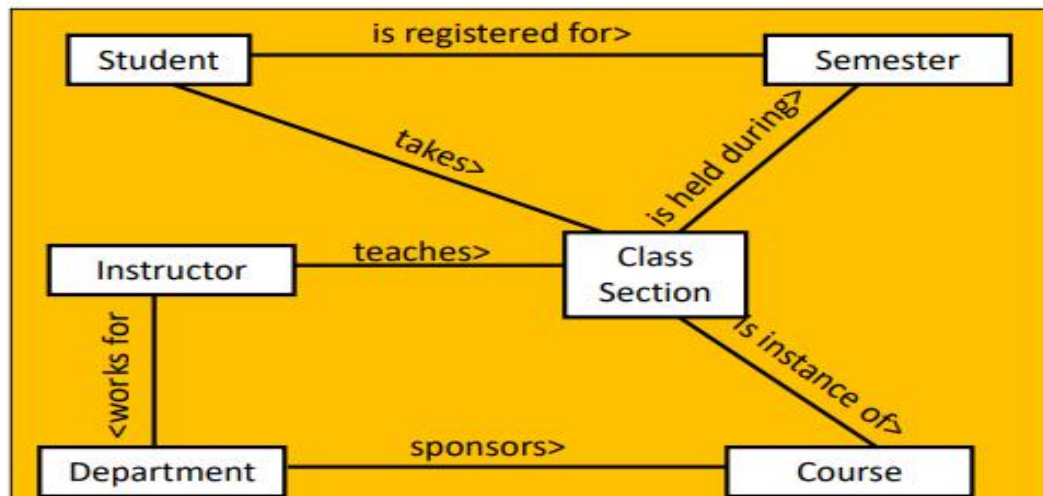 is registered for>
Student
Semester
takes>
is held during>
teaches>
Instructor
Class
Section
<works for
Is instance of>
sponsors>
Department
Course